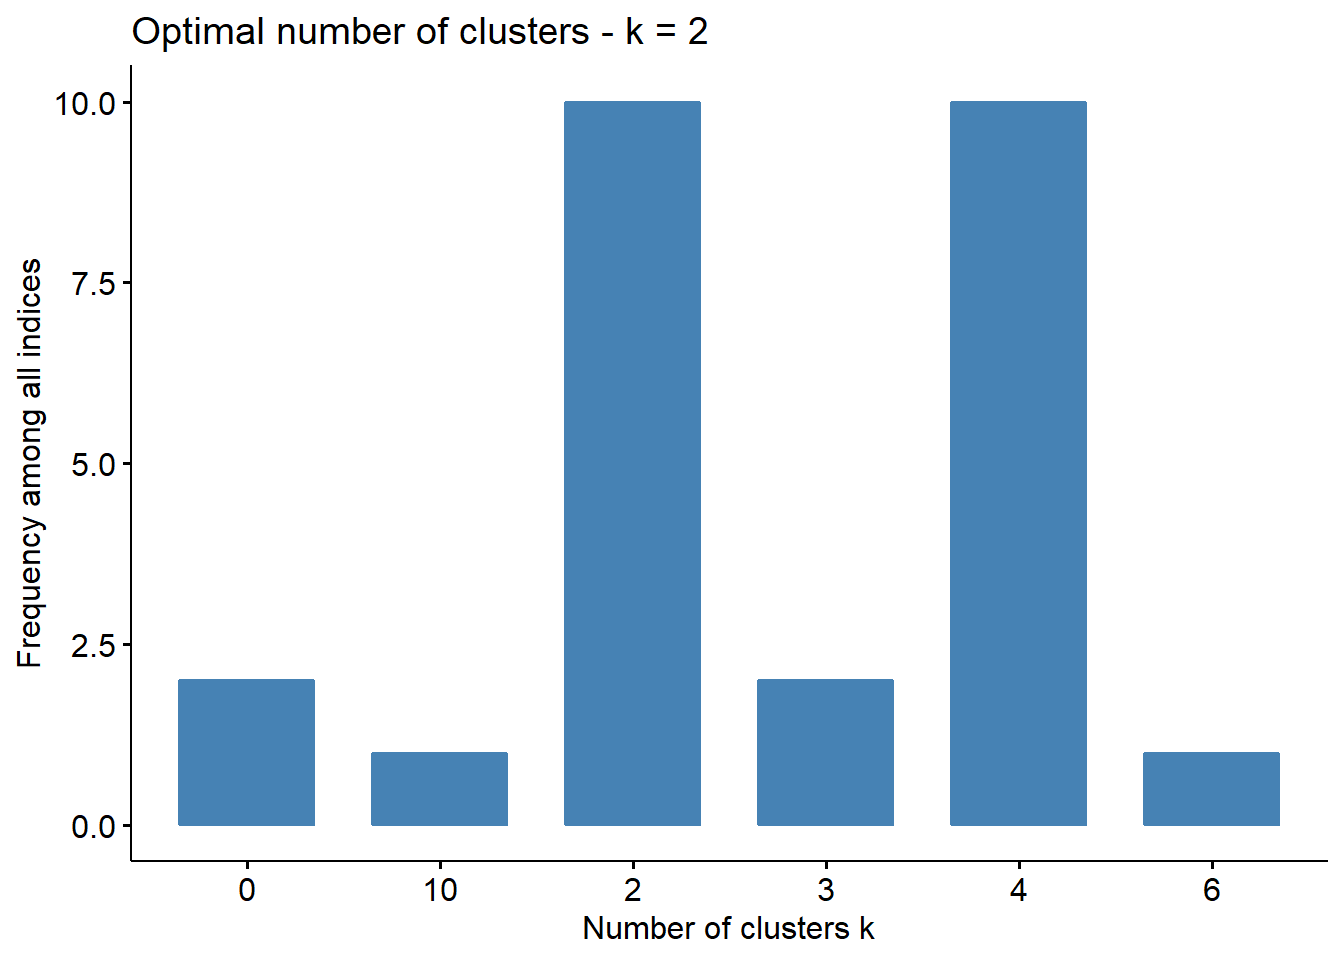 Optimal number of clusters - k = 2
Frequency among all indices
10.0
7.5
5.0
2.5
0.0
0 10 2 3 4 6
Number of clusters k